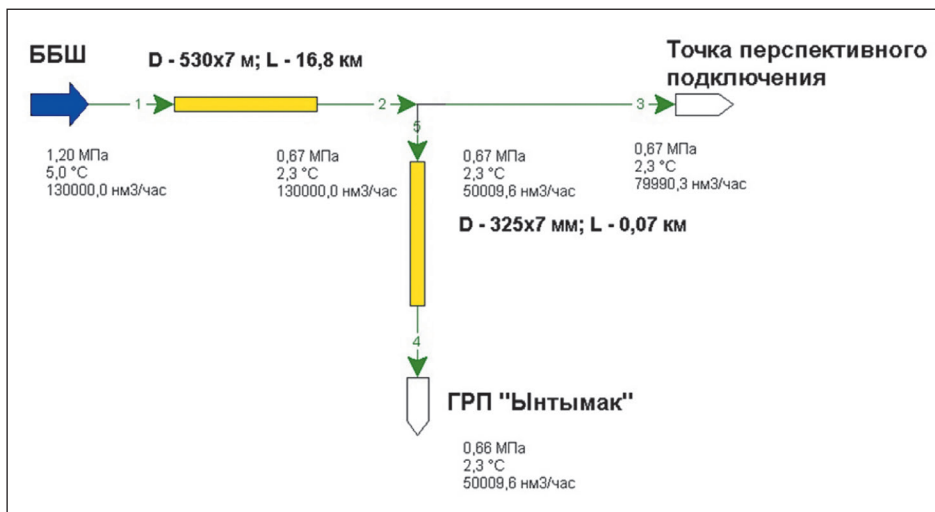 ББШ
D - 530x7 м; L - 16,8 км
Точка перспективного
подключения
1
2
3
5
1,20 МПа
5,0 °C
130000,0 нм3/час
0,67 МПа
2,3 °C
130000,0 нм3/час
0,67 МПа
2,3 °C
50009,6 нм3/час
0,67 МПа
2,3 °C
79990,3 нм3/час
D - 325x7 мм; L - 0,07 км
4
ГРП "Ынтымак"
0,66 МПа
2,3 °C
50009,6 нм3/час